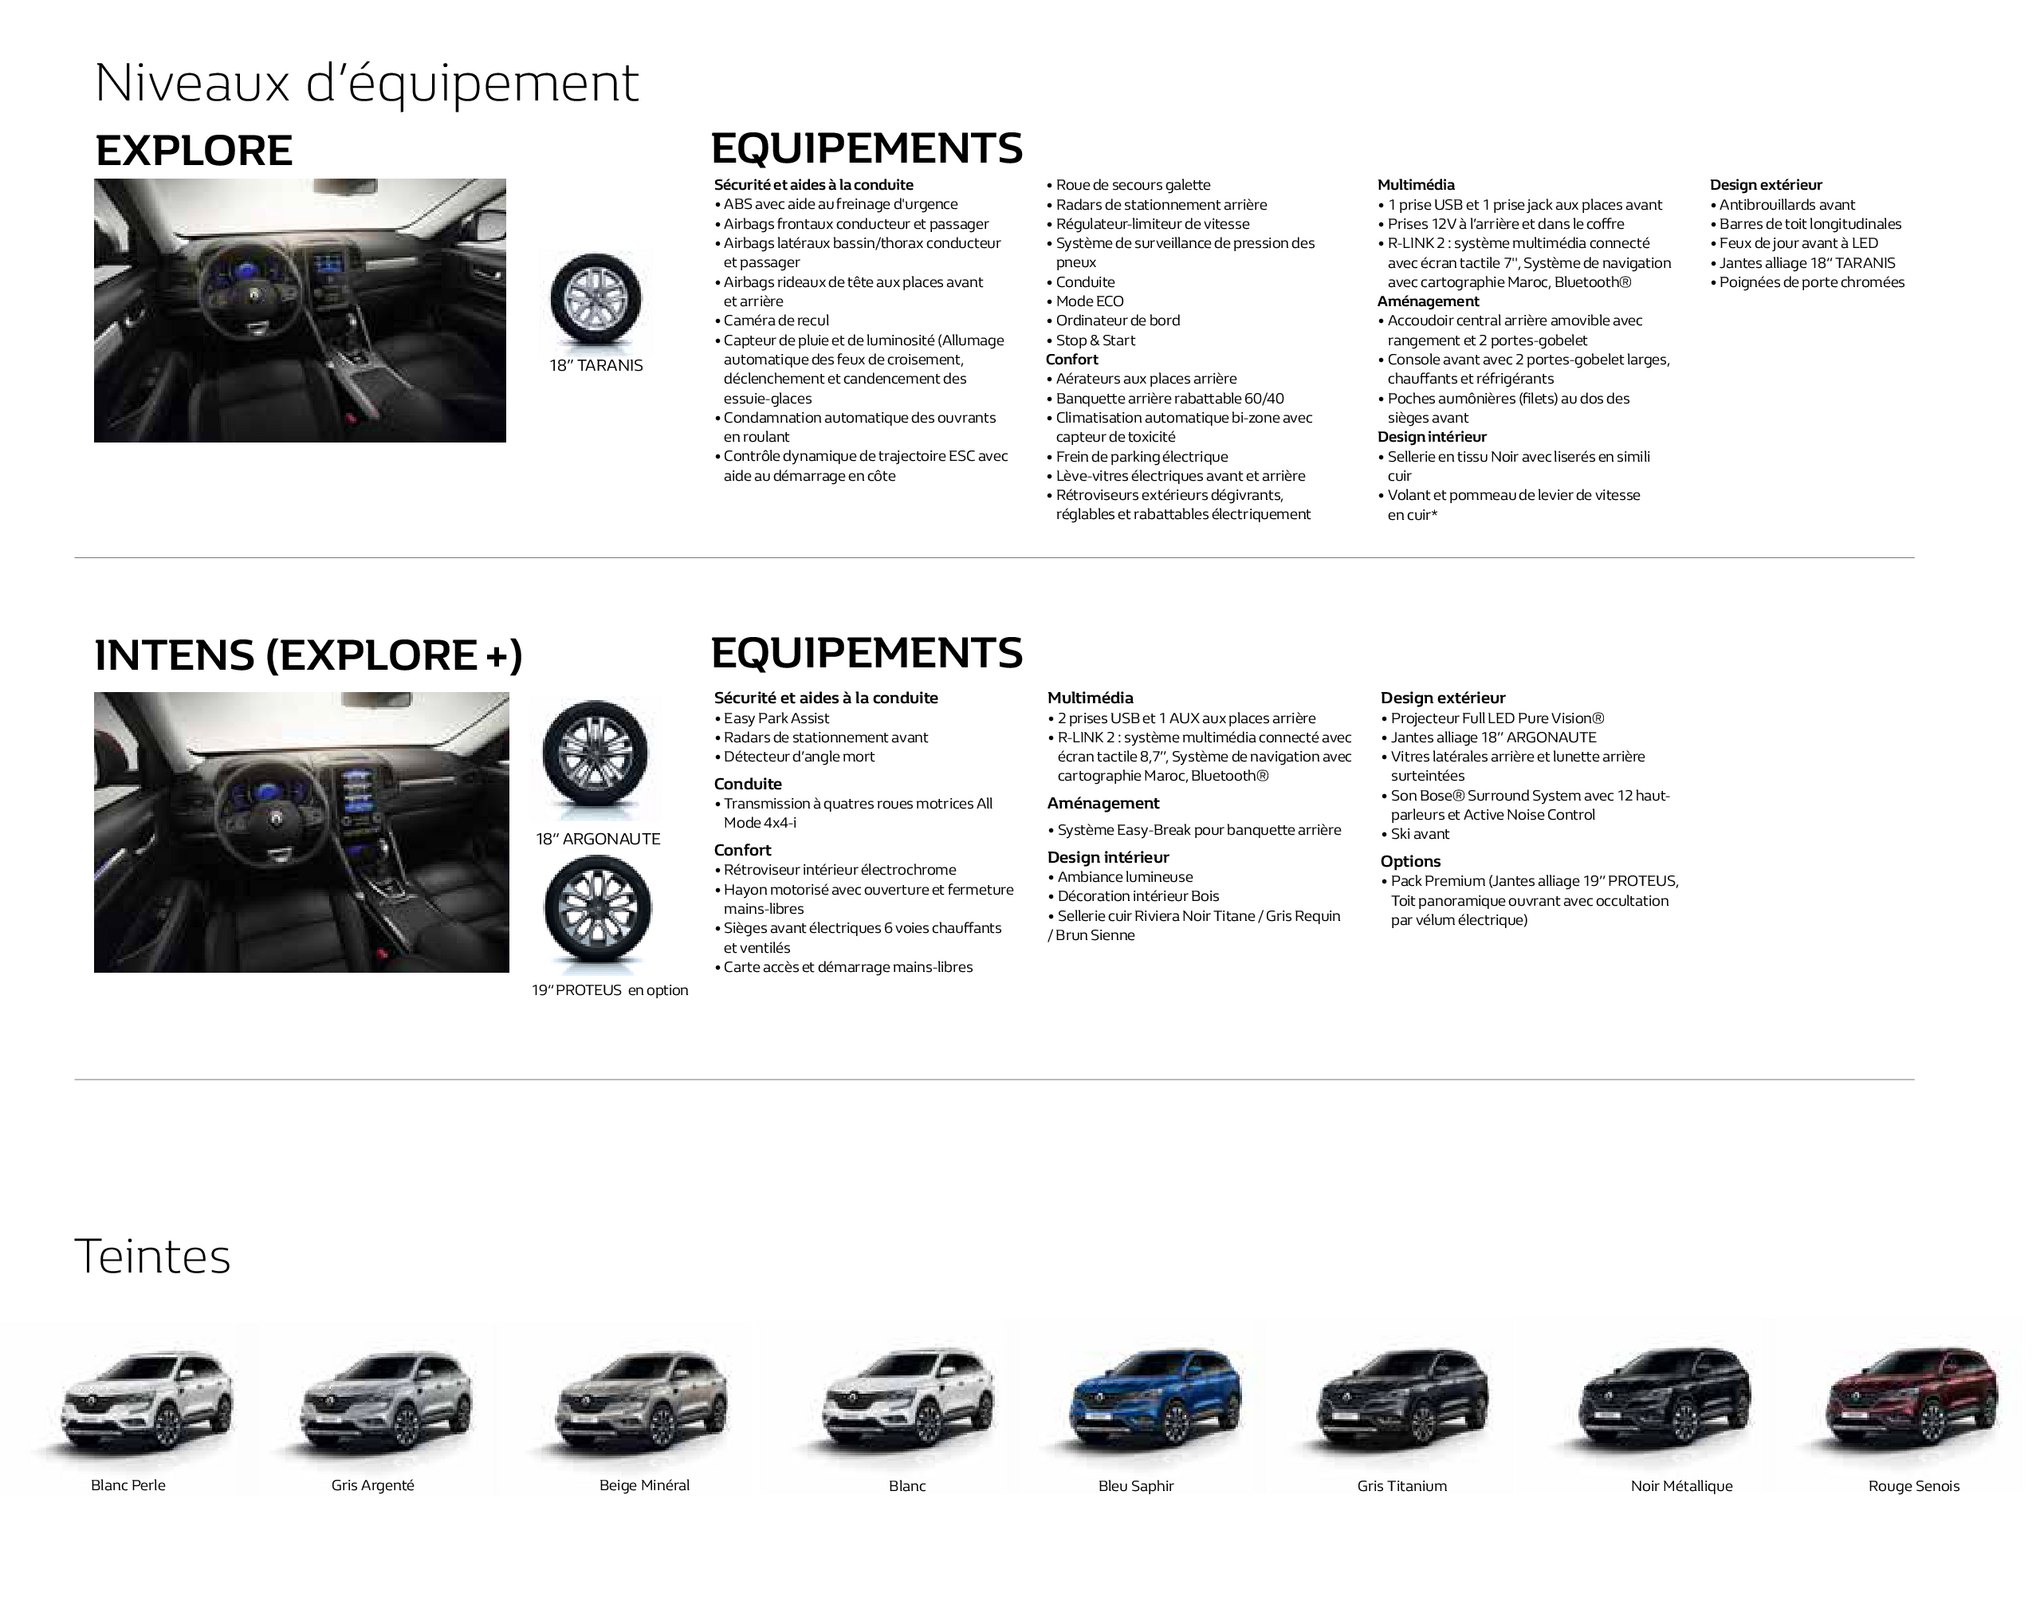 Niveaux d'équipement
EXPLORE
18’’ TARANIS
EQUIPEMENTS
Sécurité et aides à la conduite
• ABS avec aide au freinage d'urgence
• Airbags frontaux conducteur et passager
• Airbags latéraux bassin/thorax conducteur
et passager
• Airbags rideaux de tête aux places avant
et arrière
• Caméra de recul
• Capteur de pluie et de luminosité (Allumage
automatique des feux de croisement,
déclenchement et candencement des
essuie-glaces
• Condamnation automatique des ouvrants
en roulant
• Contrôle dynamique de trajectoire ESC avec
aide au démarrage en côte
• Roue de secours galette
• Radars de stationnement arrière
• Régulateur-limiteur de vitesse
• Système de surveillance de pression des
pneux
• Conduite
• Mode ECO
• Ordinateur de bord
• Stop & Start
Confort
• Aérateurs aux places arrière
• Banquette arrière rabattable 60/40
• Climatisation automatique bi-zone avec
capteur de toxicité
• Frein de parking électrique
• Lève-vitres électriques avant et arrière
• Rétroviseurs extérieurs dégivrants,
réglables et rabattables électriquement
Multimédia
• 1 prise USB et 1 prise jack aux places avant
• Prises 12V à l’arrière et dans le coffre
• R-LINK 2 : système multimédia connecté
avec écran tactile 7'', Système de navigation
avec cartographie Maroc, Bluetooth®
Aménagement
• Accoudoir central arrière amovible avec
rangement et 2 portes-gobelet
• Console avant avec 2 portes-gobelet larges,
chauffants et réfrigérants
• Poches aumônières (filets) au dos des
sièges avant
Design intérieur
• Sellerie en tissu Noir avec liserés en simili
cuir
• Volant et pommeau de levier de vitesse
en cuir*
Design extérieur
• Antibrouillards avant
• Barres de toit longitudinales
• Feux de jour avant à LED
• Jantes alliage 18’’ TARANIS
• Poignées de porte chromées
INTENS (EXPLORE +)
18’’ ARGONAUTE
19’’ PROTEUS en option
EQUIPEMENTS
Sécurité et aides à la conduite
• Easy Park Assist
• Radars de stationnement avant
• Détecteur d’angle mort
Conduite
• Transmission à quatres roues motrices All
Mode 4x4-i
Confort
• Rétroviseur intérieur électrochrome
• Hayon motorisé avec ouverture et fermeture
mains-libres
• Sièges avant électriques 6 voies chauffants
et ventilés
• Carte accès et démarrage mains-libres
Multimédia
• 2 prises USB et 1 AUX aux places arrière
• R-LINK 2 : système multimédia connecté avec
écran tactile 8,7’’, Système de navigation avec
cartographie Maroc, Bluetooth®
Aménagement
• Système Easy-Break pour banquette arrière
Design intérieur
• Ambiance lumineuse
• Décoration intérieur Bois
• Sellerie cuir Riviera Noir Titane / Gris Requin
/ Brun Sienne
Design extérieur
• Projecteur Full LED Pure Vision®
• Jantes alliage 18’’ ARGONAUTE
• Vitres latérales arrière et lunette arrière
surteintées
• Son Bose® Surround System avec 12 haut-
parleurs et Active Noise Control
• Ski avant
Options
• Pack Premium (Jantes alliage 19’’ PROTEUS,
Toit panoramique ouvrant avec occultation
par vélum électrique)
Teintes
Blanc Perle
Gris Argenté
Beige Minéral
Blanc
Bleu Saphir
Gris Titanium
Noir Métallique
Rouge Senois